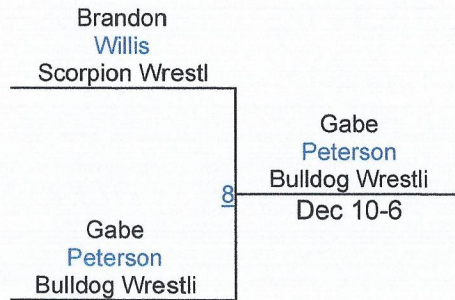 Brandon
Willis
Scorpion Wrestl
Gabe
Peterson
Bulldog Wrestli
8
Dec 10-6
Gabe
Peterson
Bulldog Wrestli